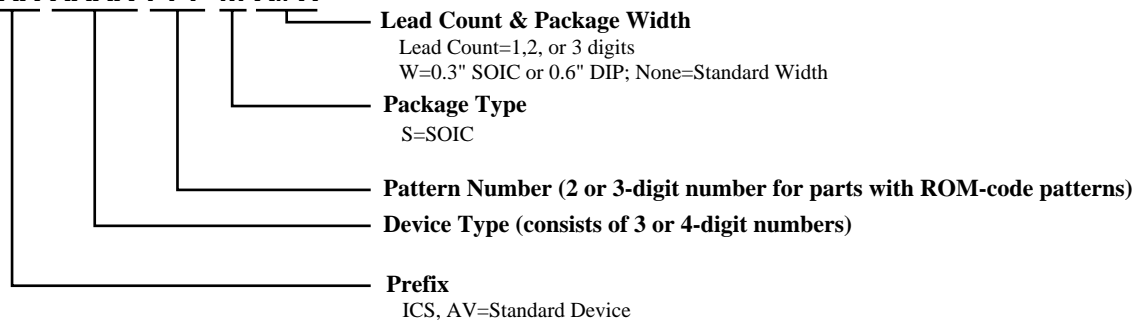 Lead Count & Package Width
Lead Count=1,2, or 3 digits
W=0.3" SOIC or 0.6" DIP; None=Standard Width
Package Type
S=SOIC
Pattern Number (2 or 3-digit number for parts with ROM-code patterns)
Device Type (consists of 3 or 4-digit numbers)
Prefix
ICS, AV=Standard Device